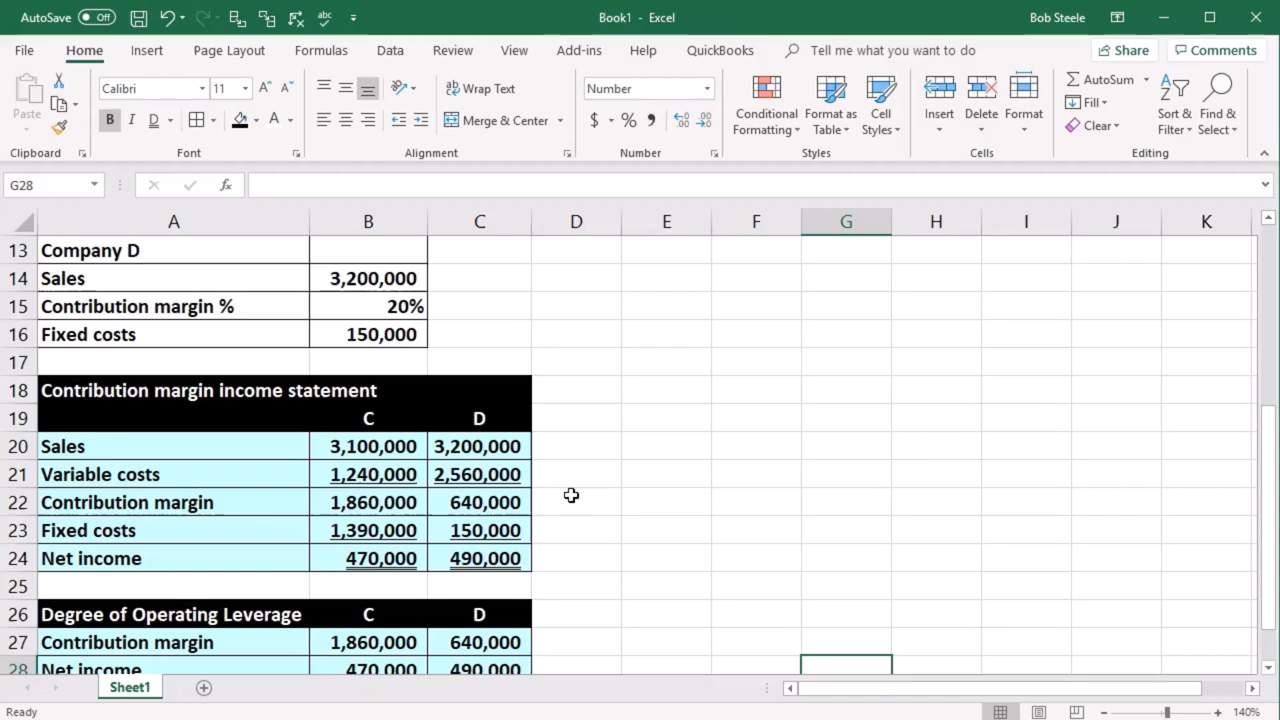 AutoSave Off Book1 - Excel Bob Steele
File Home Insert Page Layout Formulas Data Review View Add-ins Help QuickBooks Tell me what you want to do Share Comments
Paste Calibri 11 Wrap Text Number Conditional Formatting Format as Table Cell Styles Insert Delete Format AutoSum Sort & Filter Find & Select
B I D A Merge & Center $ % , Fill Clear
Clipboard Font Alignment Number Styles Cells Editing
G28 fx
A B C D E F G H I J K
13 Company D
14 Sales 3,200,000
15 Contribution margin % 20%
16 Fixed costs 150,000
17
18 Contribution margin income statement
19 C D
20 Sales 3,100,000 3,200,000
21 Variable costs 1,240,000 2,560,000
22 Contribution margin 1,860,000 640,000
23 Fixed costs 1,390,000 150,000
24 Net income 470,000 490,000
25
26 Degree of Operating Leverage C D
27 Contribution margin 1,860,000 640,000
28 Net income 470,000 490,000
Sheet1
Ready 140%